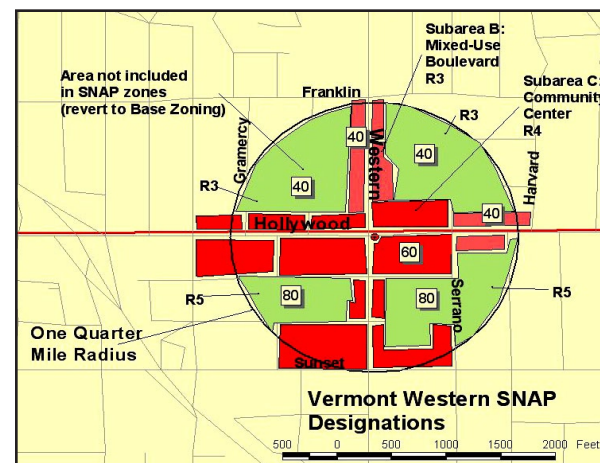 Subarea B:
Mixed-Use
Boulevard
R3
Area not included
in SNAP zones
(revert to Base Zoning)
Franklin
Subarea C:
Community
Center
R4
R3
40
Western
40
Gramercy
R3
40
Harvard
40
Hollywood
60
R5
80
80
Serrano
R5
One Quarter
Mile Radius
Sunset
Vermont Western SNAP
Designations
500 0 500 1000 1500 2000 Feet